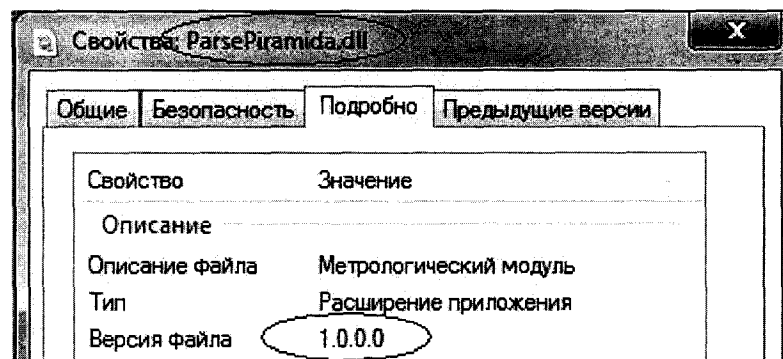 Свойства: ParsePiramida.dll
X
Общие Безопасность Подробно Предыдущие версии
Свойство Значение
Описание
Описание файла Метрологический модуль
Тип Расширение приложения
Версия файла 1.0.0.0